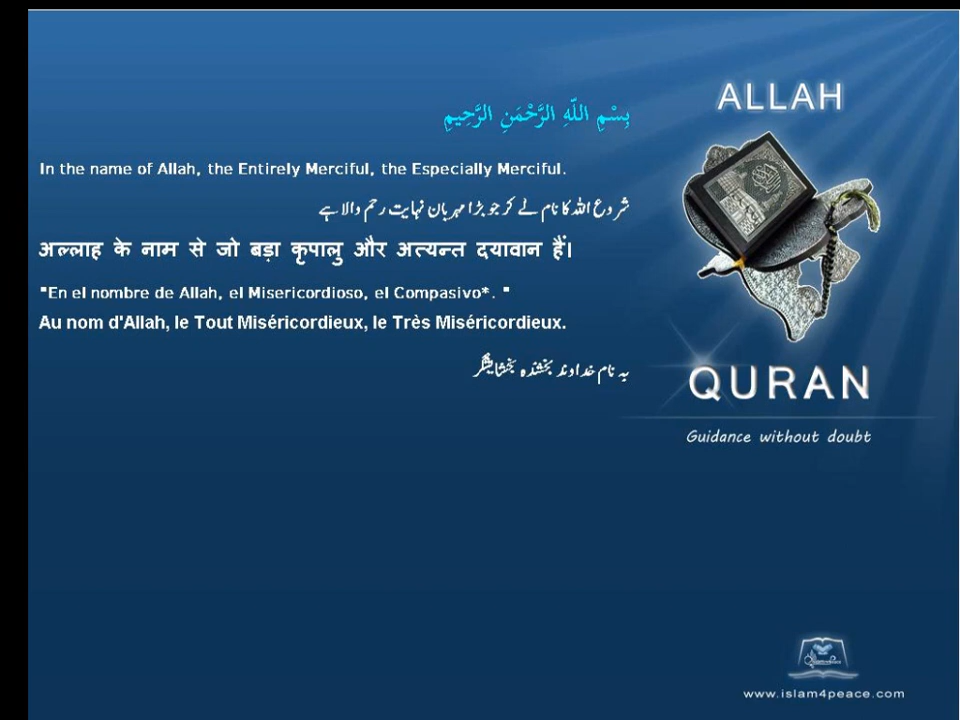 بِسْمِ اللّهِ الرَّحْمَنِ الرَّحِيمِ
In the name of Allah, the Entirely Merciful, the Especially Merciful.
شروع اللہ کا نام لے کر جو بڑا مہربان نہایت رحم والا ہے
अल्लाह के नाम से जो बड़ा कृपालु और अत्यन्त दयावान हैं।
"En el nombre de Allah, el Misericordioso, el Compasivo*. "
Au nom d'Allah, le Tout Miséricordieux, le Très Miséricordieux.
به نام خداوند بخشنده بخشایشگر
ALLAH
QURAN
Guidance without doubt
www.islam4peace.com